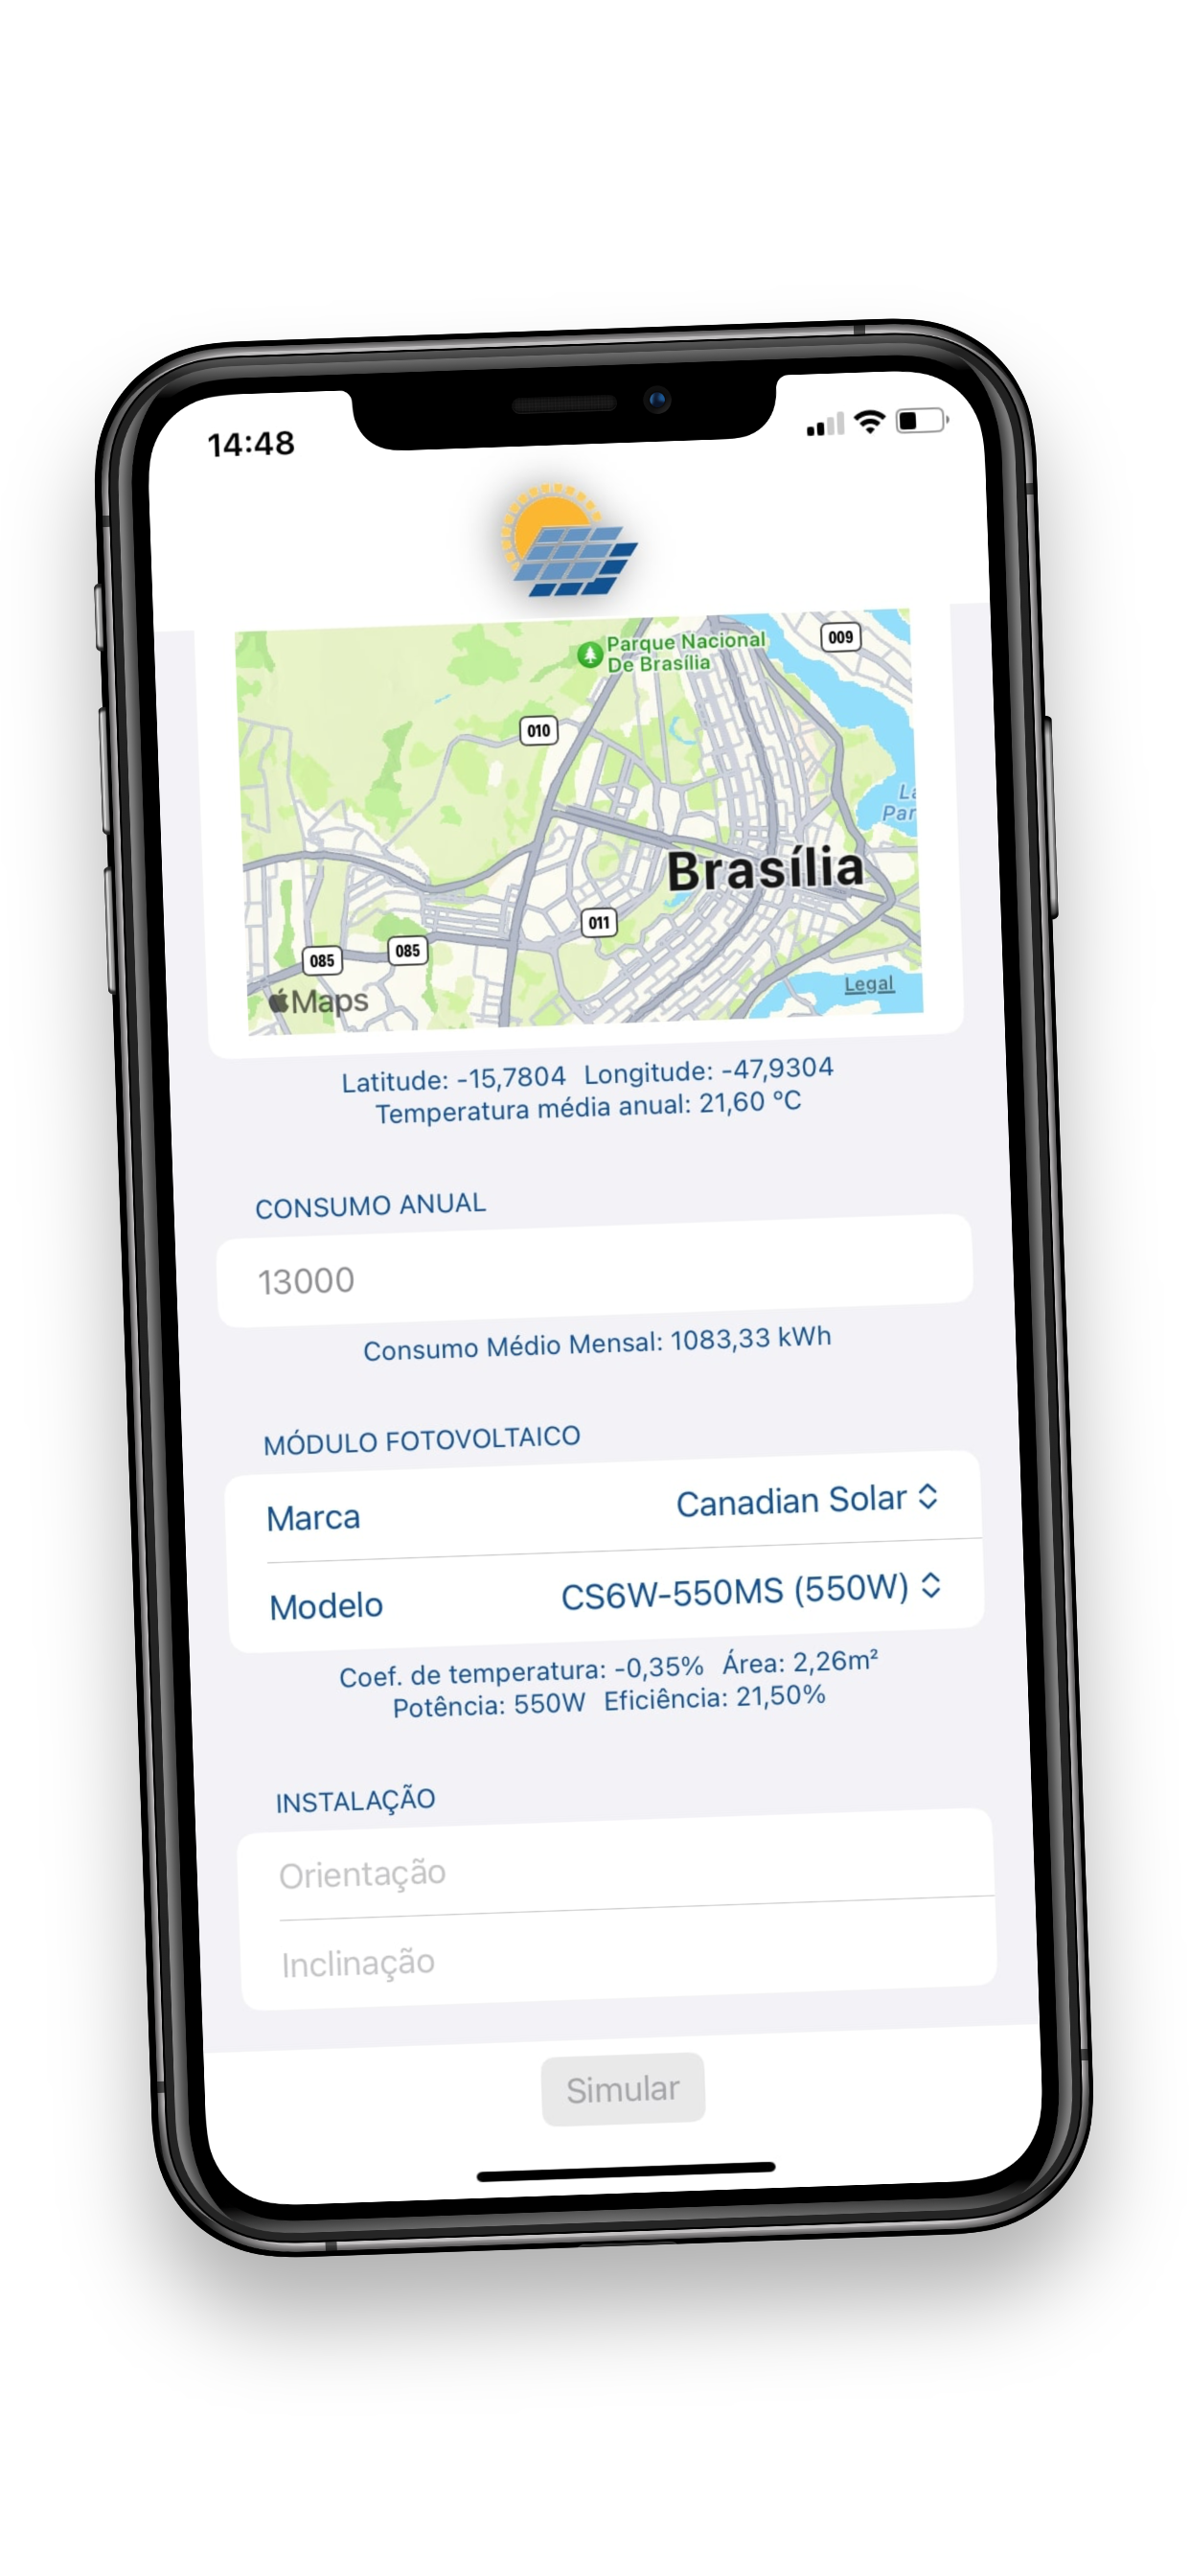 14:48
Parque Nacional
De Brasília
009
010
Brasília
011
085
085
Maps
Legal
Latitude: -15,7804 Longitude: -47,9304
Temperatura média anual: 21,60 ºC
CONSUMO ANUAL
13000
Consumo Médio Mensal: 1083,33 kWh
MÓDULO FOTOVOLTAICO
Marca Canadian Solar
Modelo CS6W-550MS (550W)
Coef. de temperatura: -0,35% Área: 2,26m²
Potência: 550W Eficiência: 21,50%
INSTALAÇÃO
Orientação
Inclinação
Simular